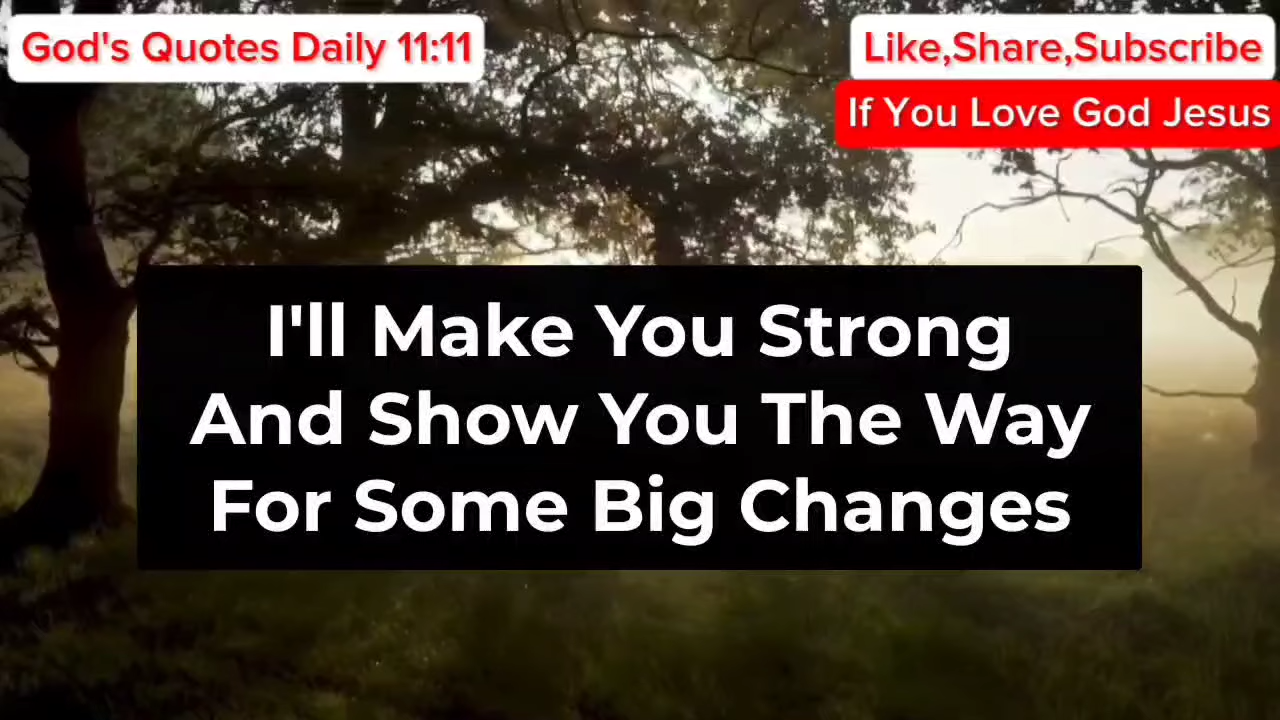 God's Quotes Daily 11:11
Like,Share,Subscribe
If You Love God Jesus
I'll Make You Strong
And Show You The Way
For Some Big Changes